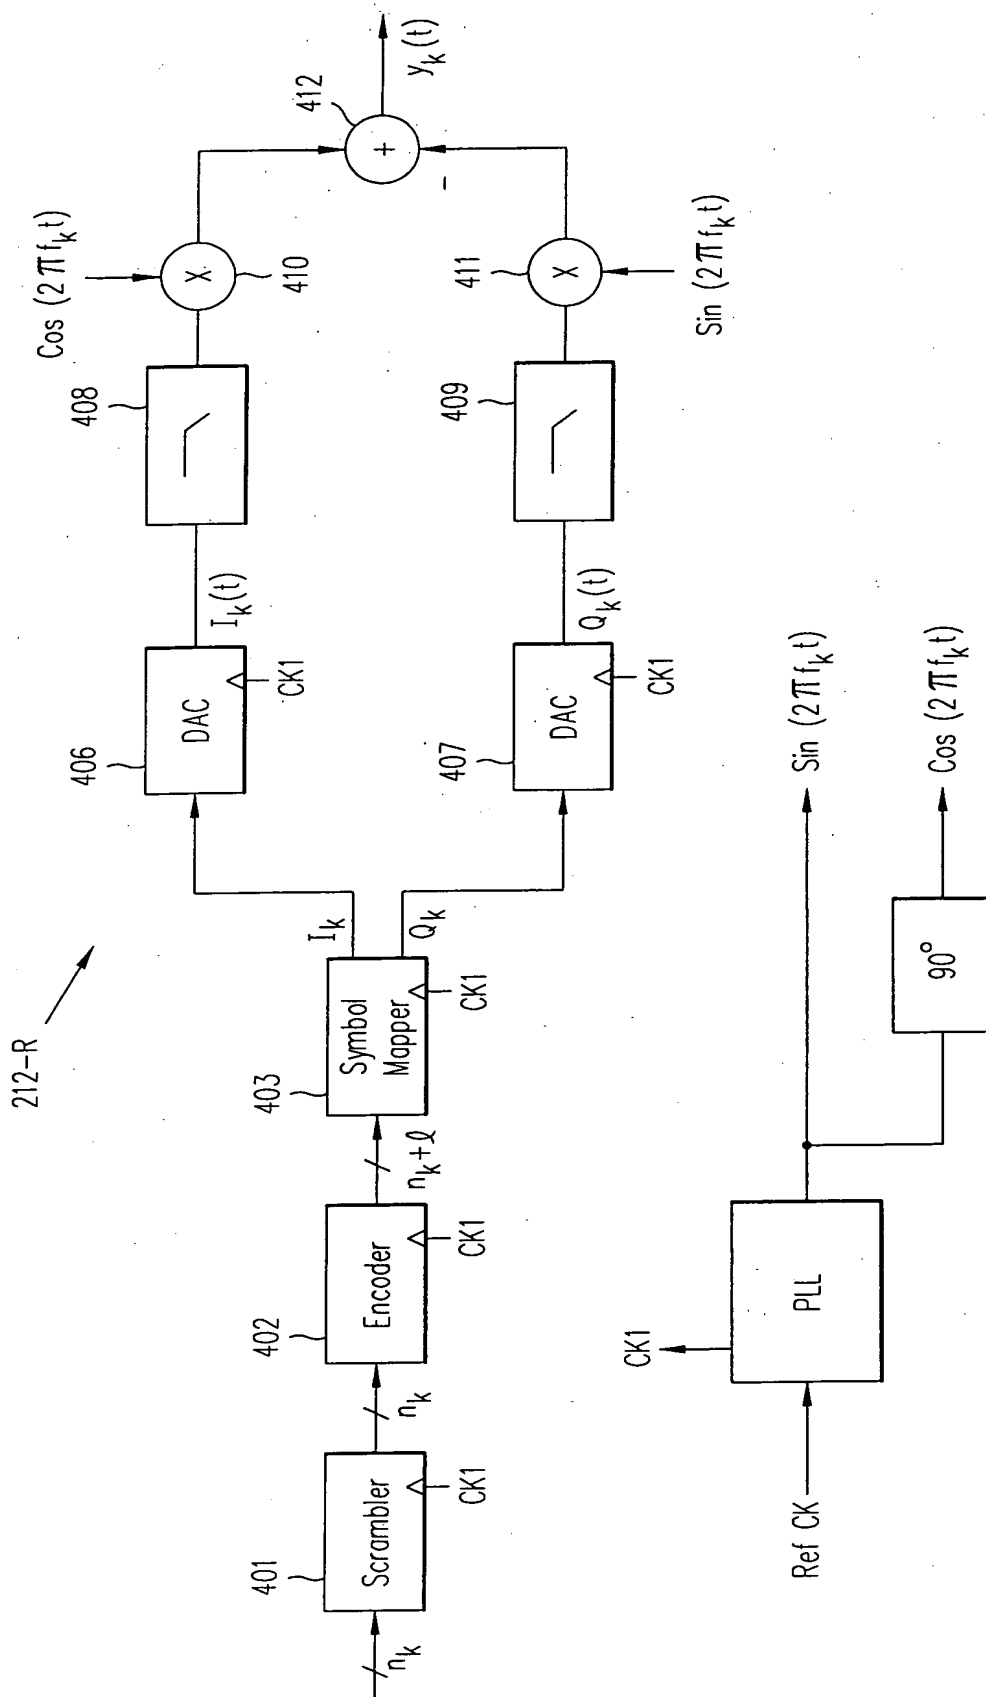 212-R
n_k
401
Scrambler
CK1
n_k
402
Encoder
CK1
n_k+ℓ
403
Symbol
Mapper
CK1
I_k
Q_k
406
DAC
CK1
I_k(t)
408
Cos (2πf_k t)
X
410
407
DAC
CK1
Q_k(t)
409
411
X
Sin (2πf_k t)
412
+
-
y_k(t)
Ref CK
PLL
CK1
90°
Sin (2πf_k t)
Cos (2πf_k t)